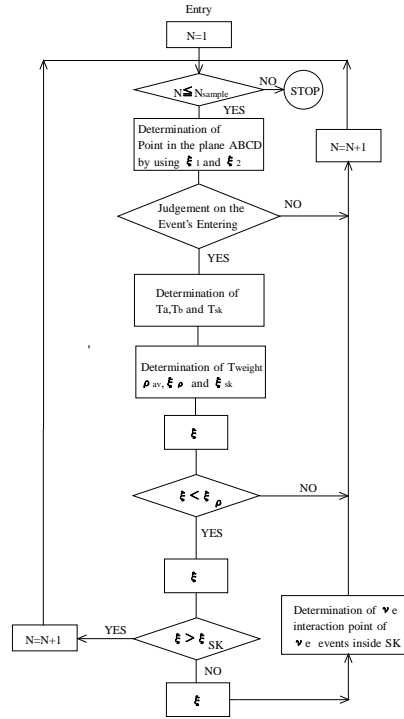 Entry
N=1
N≦Nsample
NO
STOP
YES
Determination of
Point in the plane ABCD
by using ξ1 and ξ2
N=N+1
Judgement on the
Event's Entering
NO
YES
Determination of
Ta,Tb and Tsk
Determination of Tweight
ρav,ξρ and ξsk
ξ
ξ<ξρ
NO
YES
ξ
Determination of νe
interaction point of
νe events inside SK
N=N+1
YES
ξ>ξSK
NO
ξ